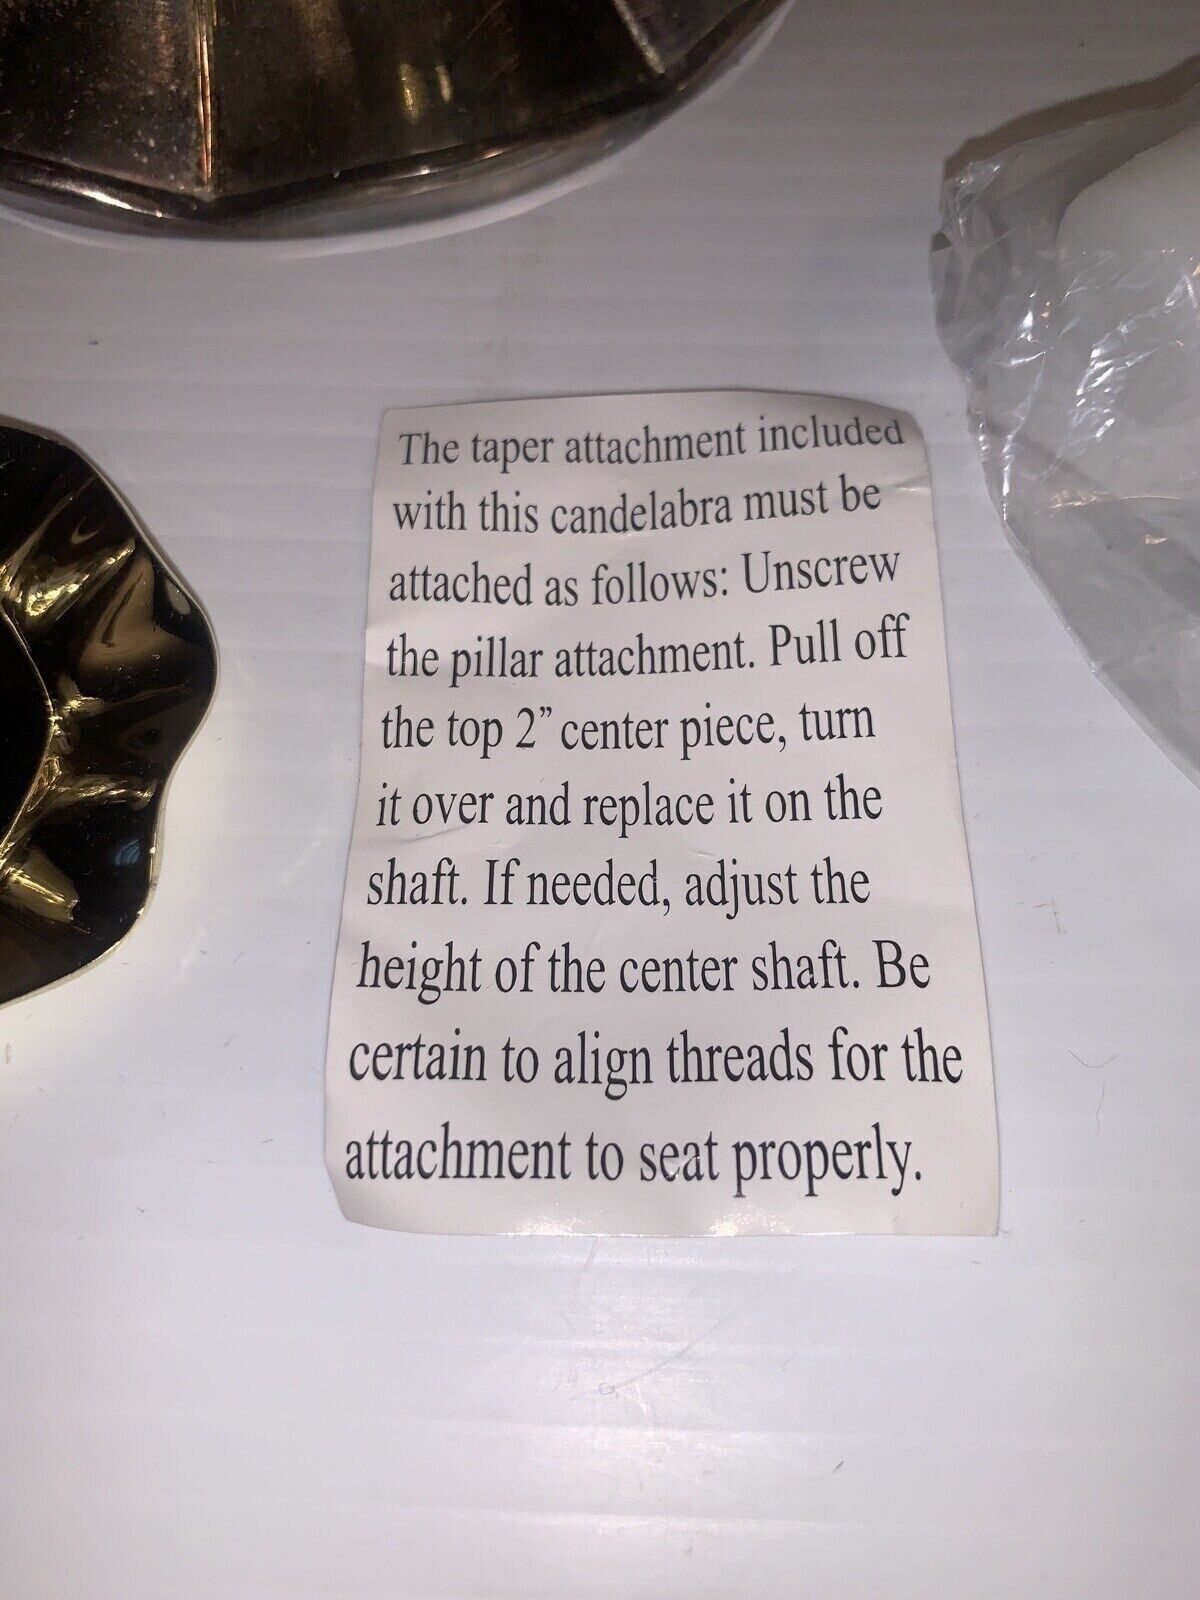 The taper attachment included
with this candelabra must be
attached as follows: Unscrew
the pillar attachment. Pull off
the top 2” center piece, turn
it over and replace it on the
shaft. If needed, adjust the
height of the center shaft. Be
certain to align threads for the
attachment to seat properly.